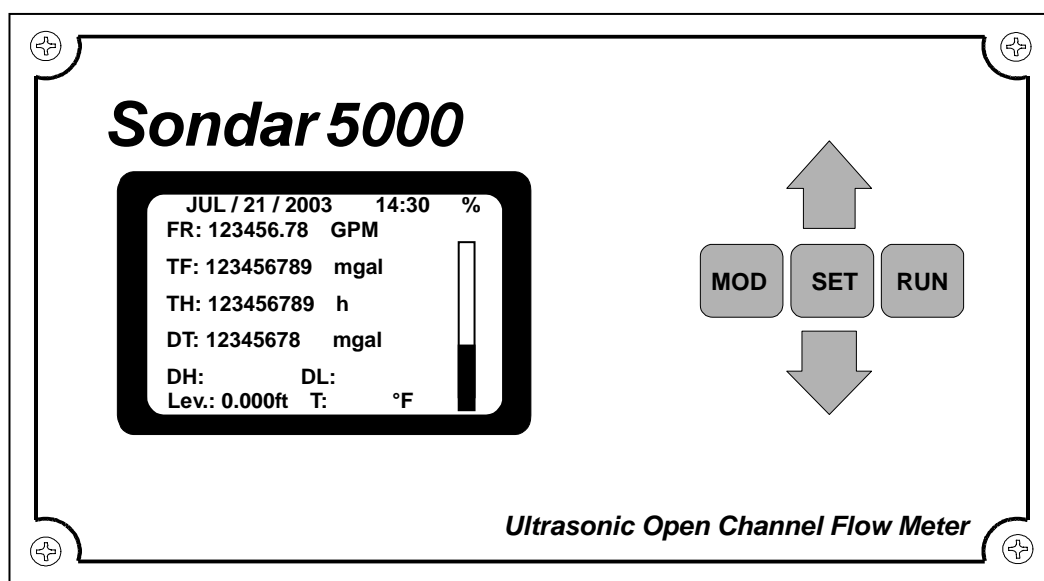 Sondar 5000
JUL / 21 / 2003 14:30 %
FR: 123456.78 GPM
TF: 123456789 mgal
TH: 123456789 h
DT: 12345678 mgal
DH: DL:
Lev.: 0.000ft T: °F
MOD SET RUN
Ultrasonic Open Channel Flow Meter